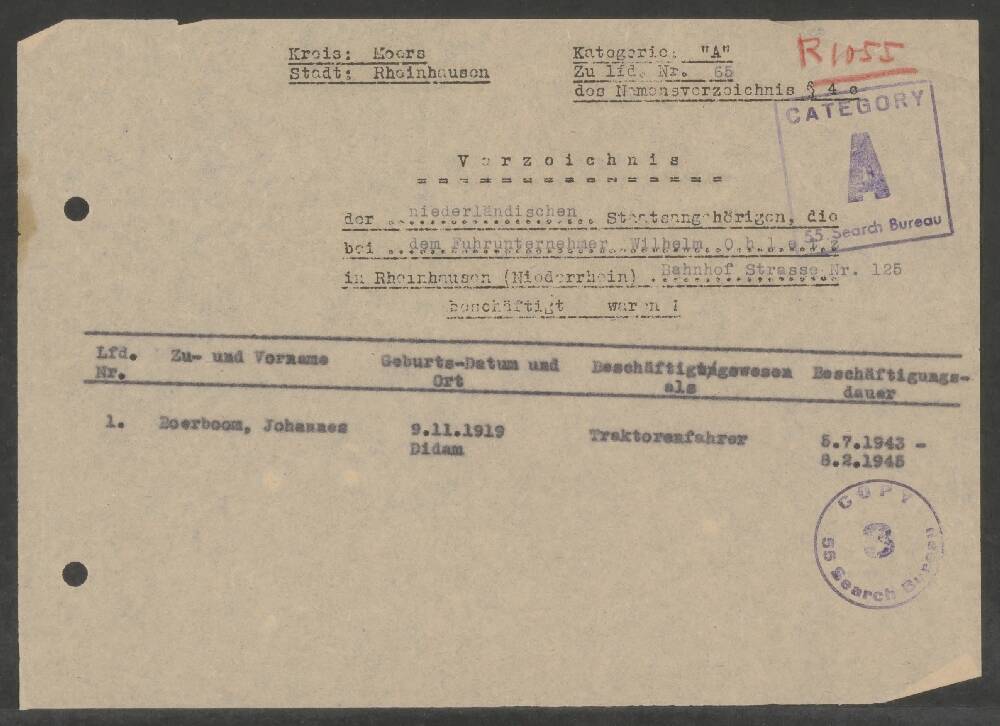 Kreis: Moers
Stadt: Rheinhausen
Kategorie: "A"
Zu lfd. Nr. 65
des Namensverzeichnis § 4 e
R1055
CATEGORY
A
55 Search Bureau
Verzeichnis
der niederländischen Staatsangehörigen, die
bei dem Fuhrunternehmer Wilhelm O h l e t z
in Rheinhausen (Niederrhein) Bahnhof Strasse Nr. 125
beschäftigt waren !
Lfd. Nr. Zu- und Vorname Geburts-Datum und Ort Beschäftigt gewesen als Beschäftigungs-dauer
1. Boerboom, Johannes 9.11.1919 Traktorenfahrer 5.7.1943 -
Didam 8.2.1945
COPY
3
55 Search Bureau